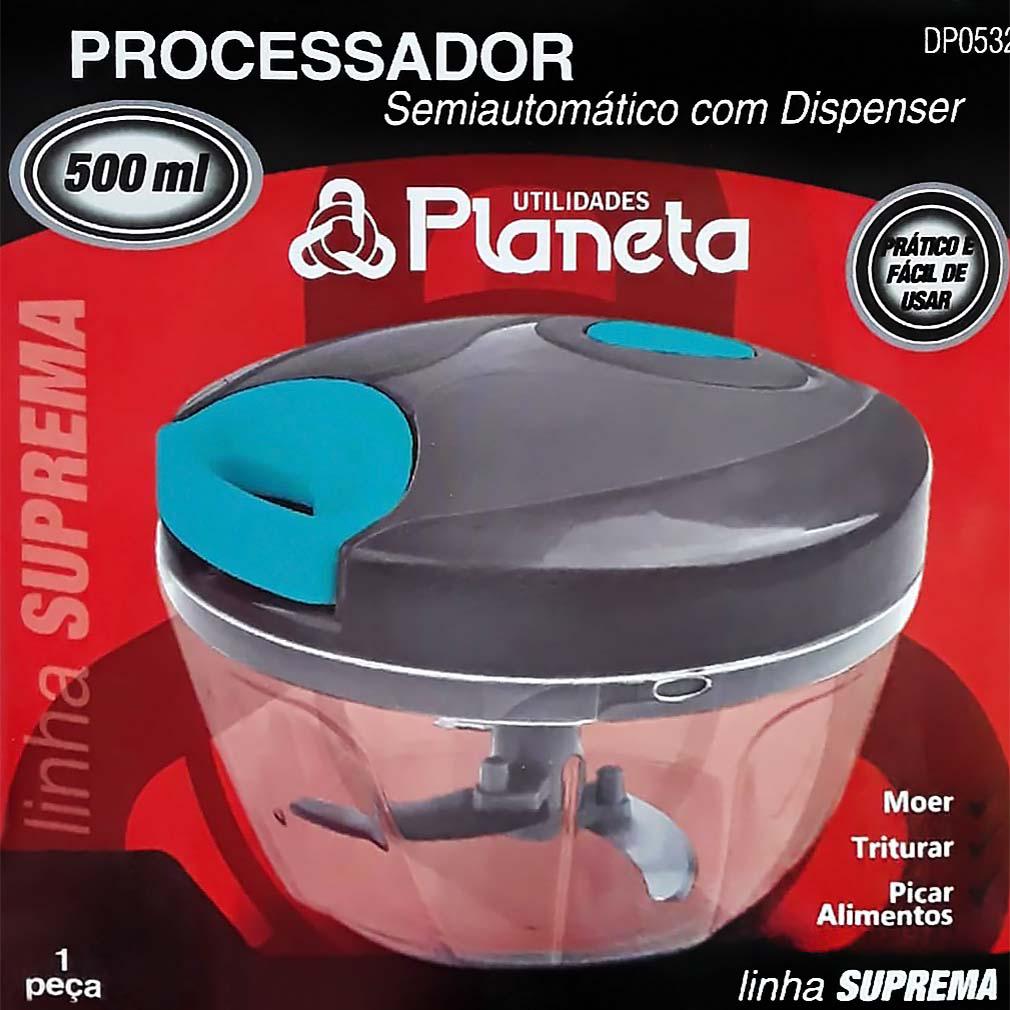 PROCESSADOR
DP0532
Semiautomático com Dispenser
500 ml
UTILIDADES
Planeta
PRÁTICO E
FÁCIL DE
USAR
linha SUPREMA
Moer
Triturar
Picar
Alimentos
1
peça
linha SUPREMA